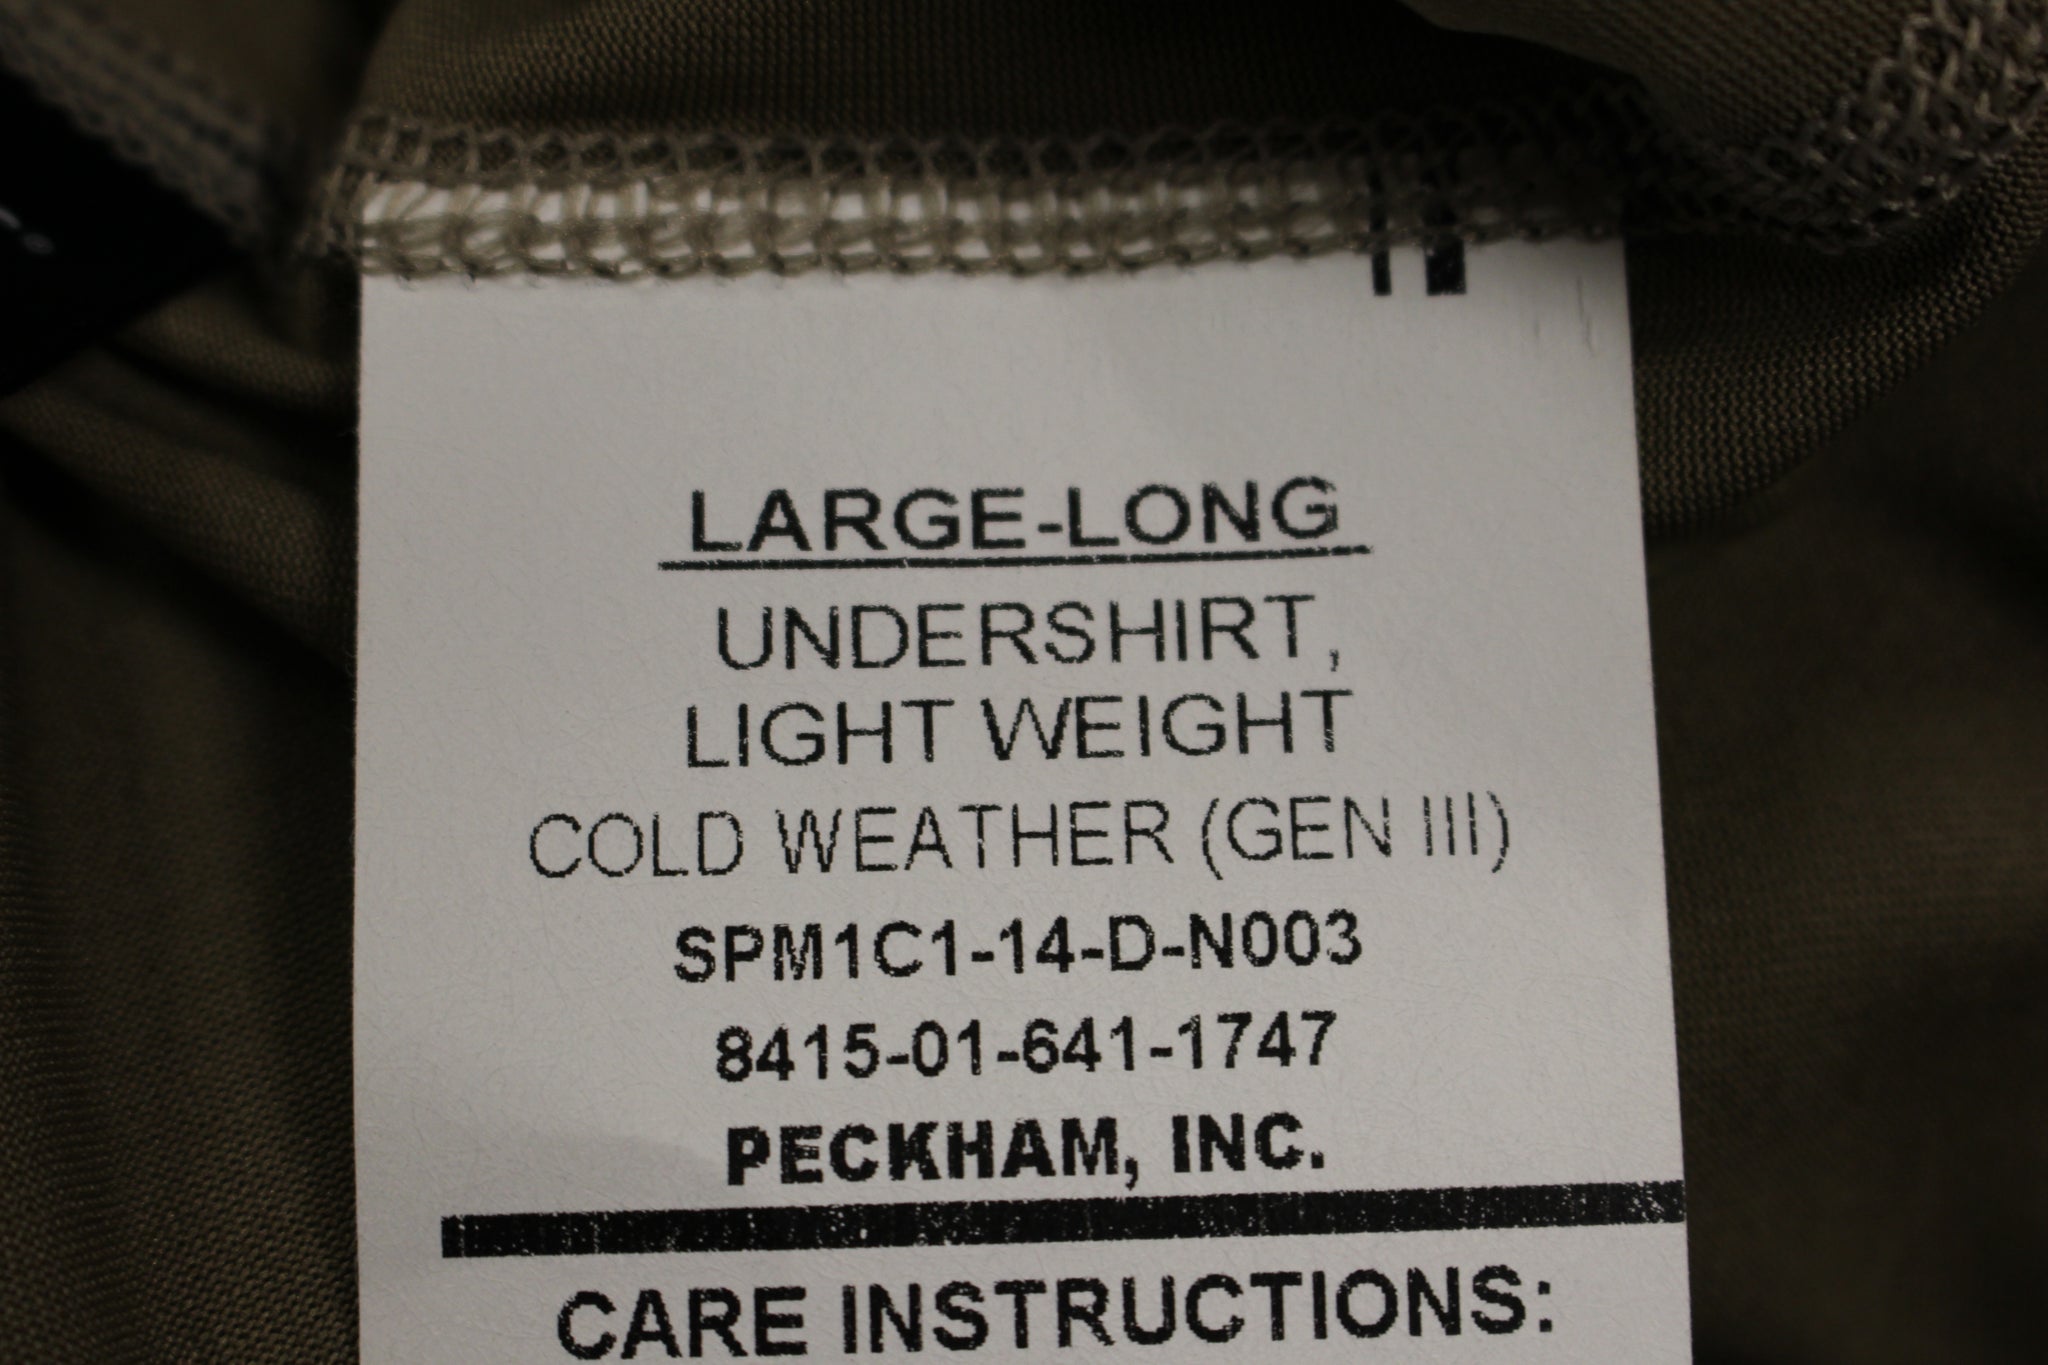 LARGE-LONG
UNDERSHIRT,
LIGHT WEIGHT
COLD WEATHER (GEN III)
SPM1C1-14-D-N003
8415-01-641-1747
PECKHAM, INC.
CARE INSTRUCTIONS: